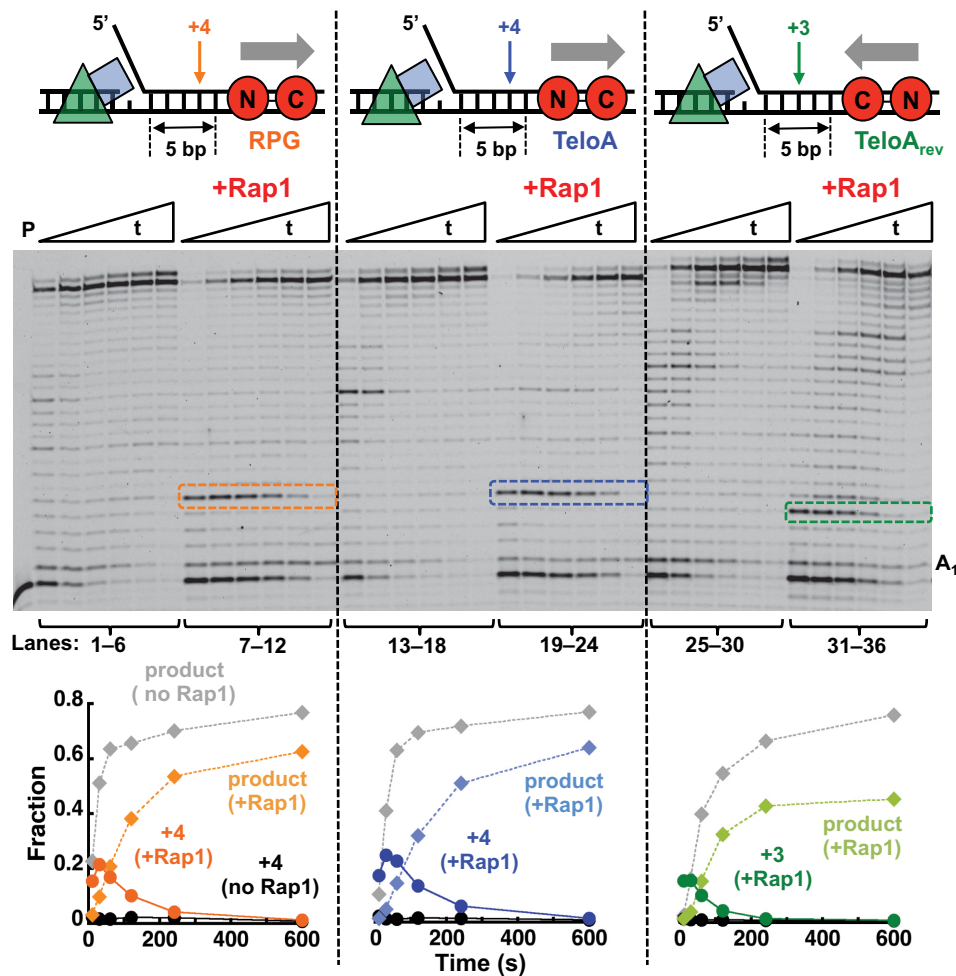 5' 5' 5'
+4 +4 +3
N C N C C N
RPG TeloA TeloArev
5 bp 5 bp 5 bp
+Rap1 +Rap1 +Rap1
P t t t t t t
A1
Lanes: 1–6 7–12 13–18 19–24 25–30 31–36
product
( no Rap1)
0.8
0.6
0.4
0.2
0
Fraction
product
(+Rap1)
+4
(+Rap1)
+4
(no Rap1)
product
(+Rap1)
+4
(+Rap1)
product
(+Rap1)
+3
(+Rap1)
0 200 400 600 0 200 400 600 0 200 400 600
Time (s)